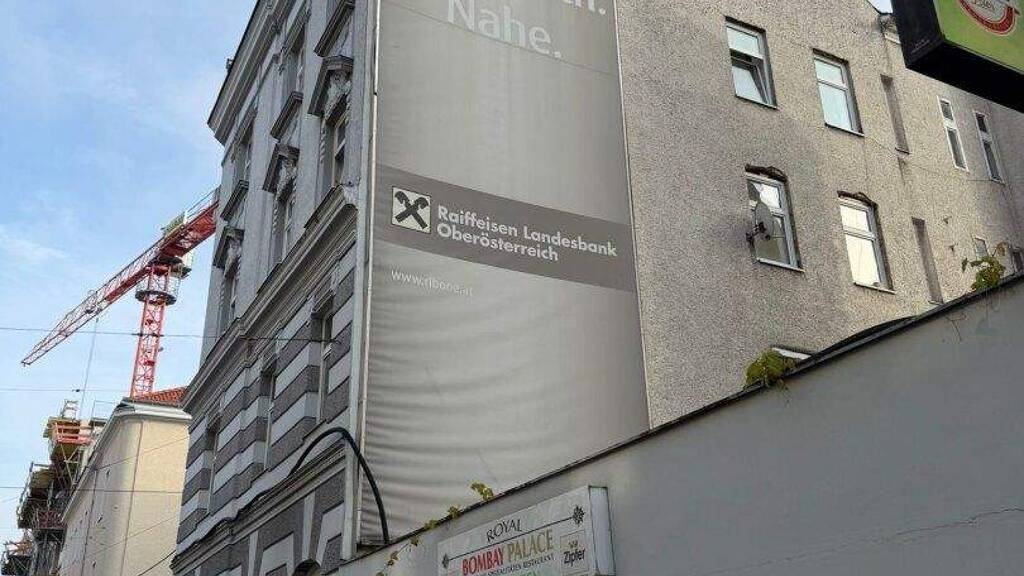 Nahe.
Raiffeisen Landesbank
Oberösterreich
www.rlbooe.at
ROYAL
BOMBAY PALACE
Zipfer